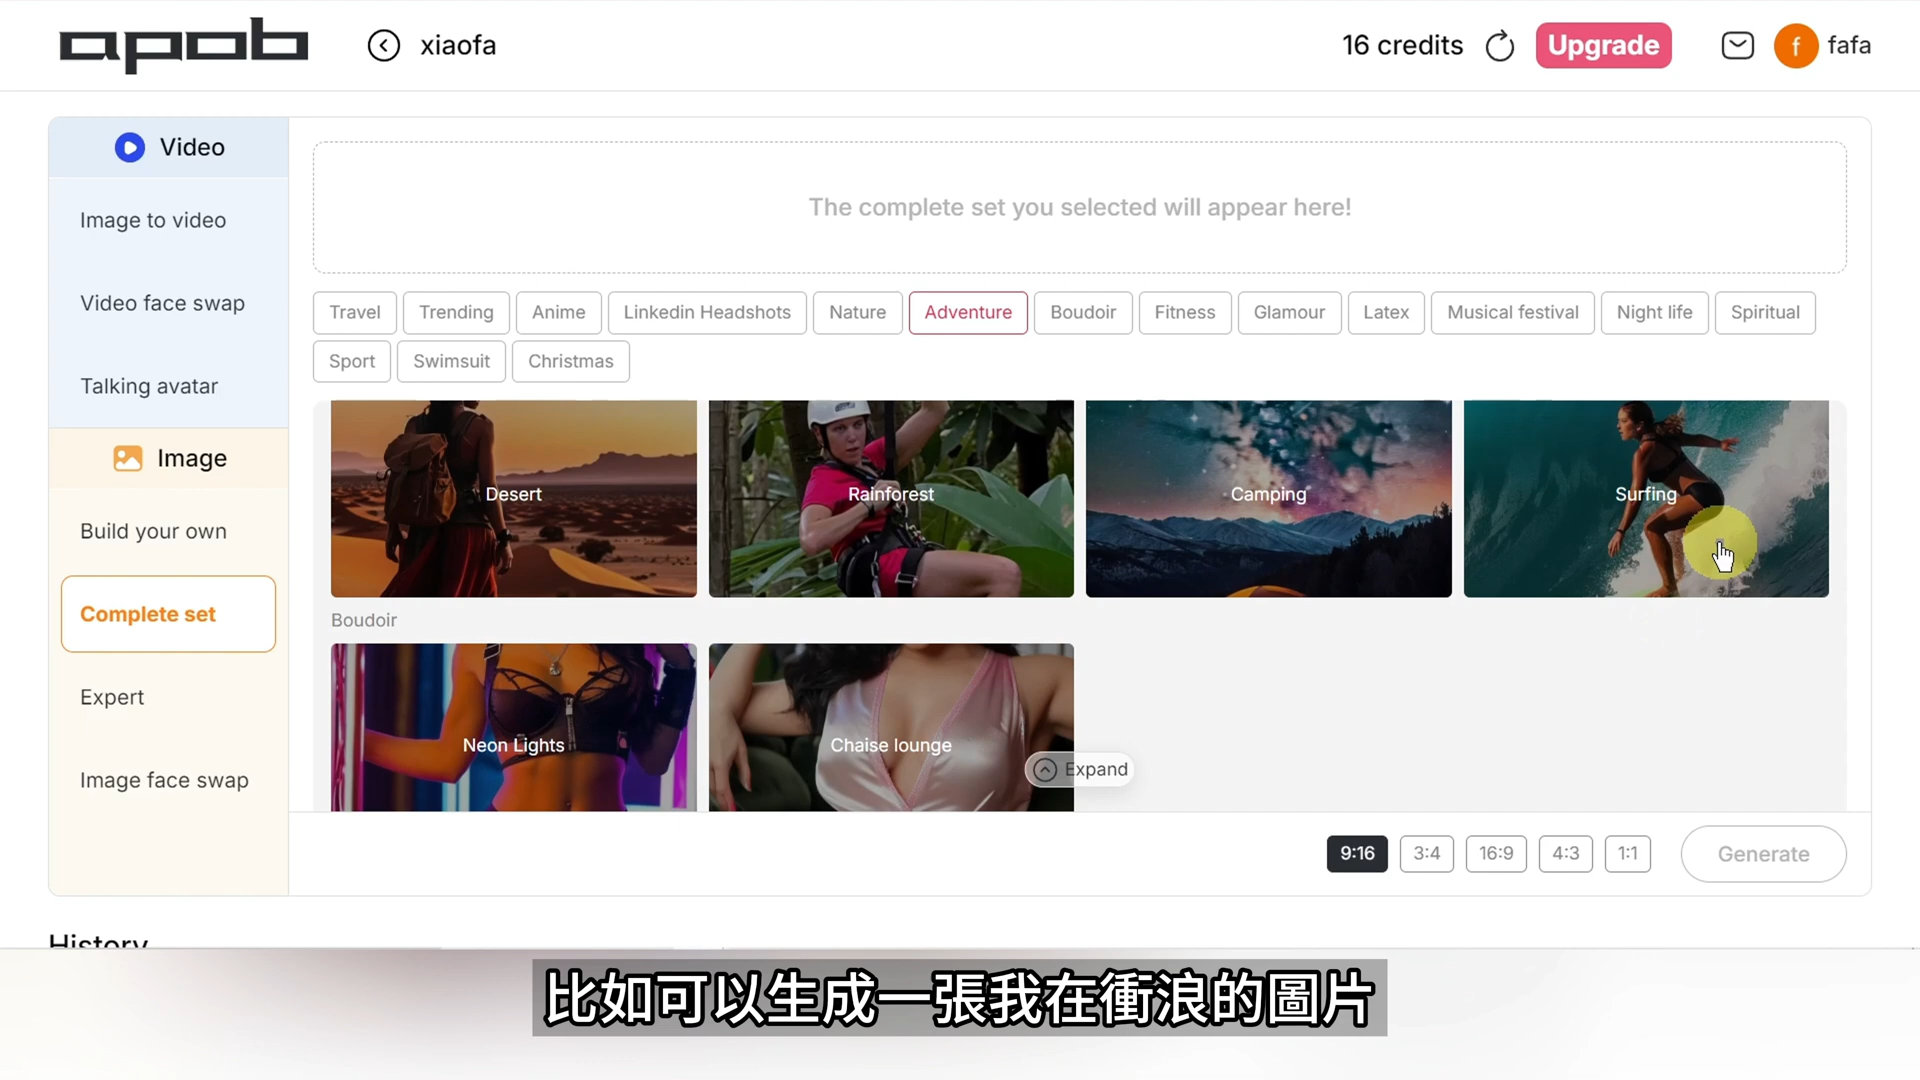 apob
xiaofa
16 credits
Upgrade
f
fafa
Video
Image to video
Video face swap
Talking avatar
Image
Build your own
Complete set
Expert
Image face swap
The complete set you selected will appear here!
Travel
Trending
Anime
Linkedin Headshots
Nature
Adventure
Boudoir
Fitness
Glamour
Latex
Musical festival
Night life
Spiritual
Sport
Swimsuit
Christmas
Desert
Rainforest
Camping
Surfing
Boudoir
Neon Lights
Chaise lounge
Expand
9:16
3:4
16:9
4:3
1:1
Generate
History
比如可以生成一張我在衝浪的圖片